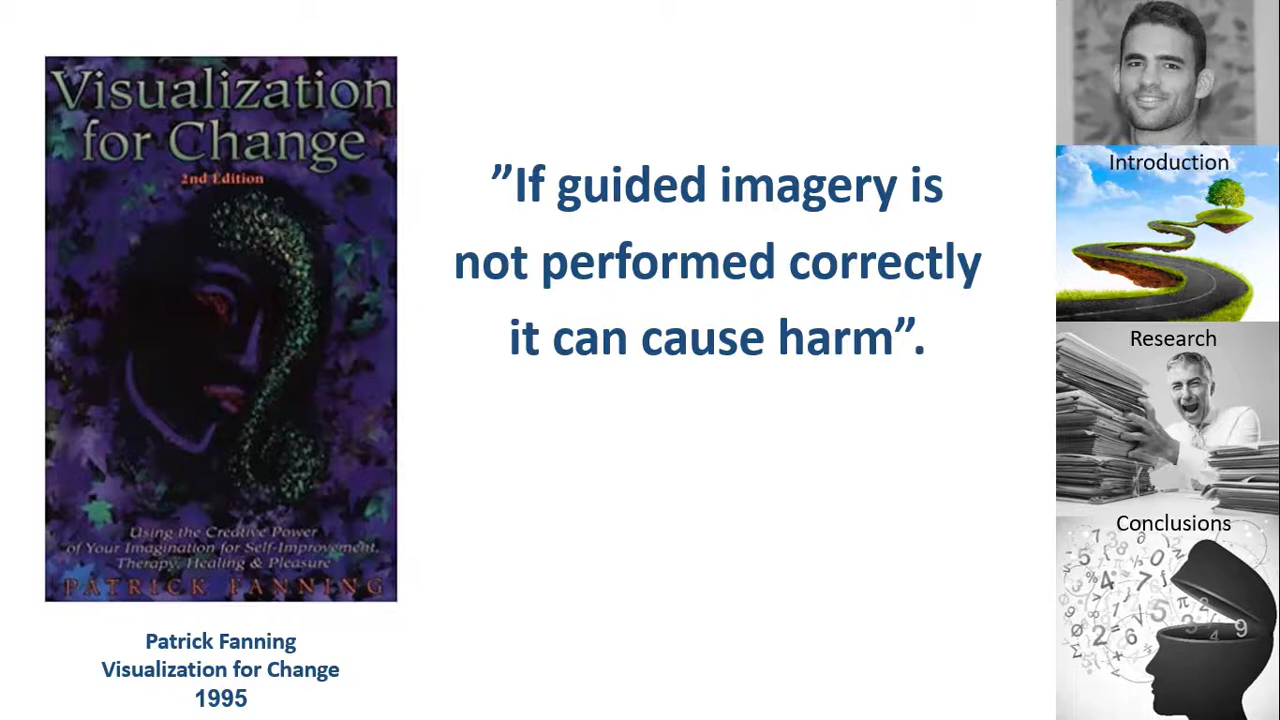 Visualization
for Change
2nd Edition
Using the Creative Power
of Your Imagination for Self-Improvement,
Therapy, Healing & Pleasure
PATRICK FANNING
Patrick Fanning
Visualization for Change
1995
”If guided imagery is
not performed correctly
it can cause harm”.
Introduction
Research
Conclusions